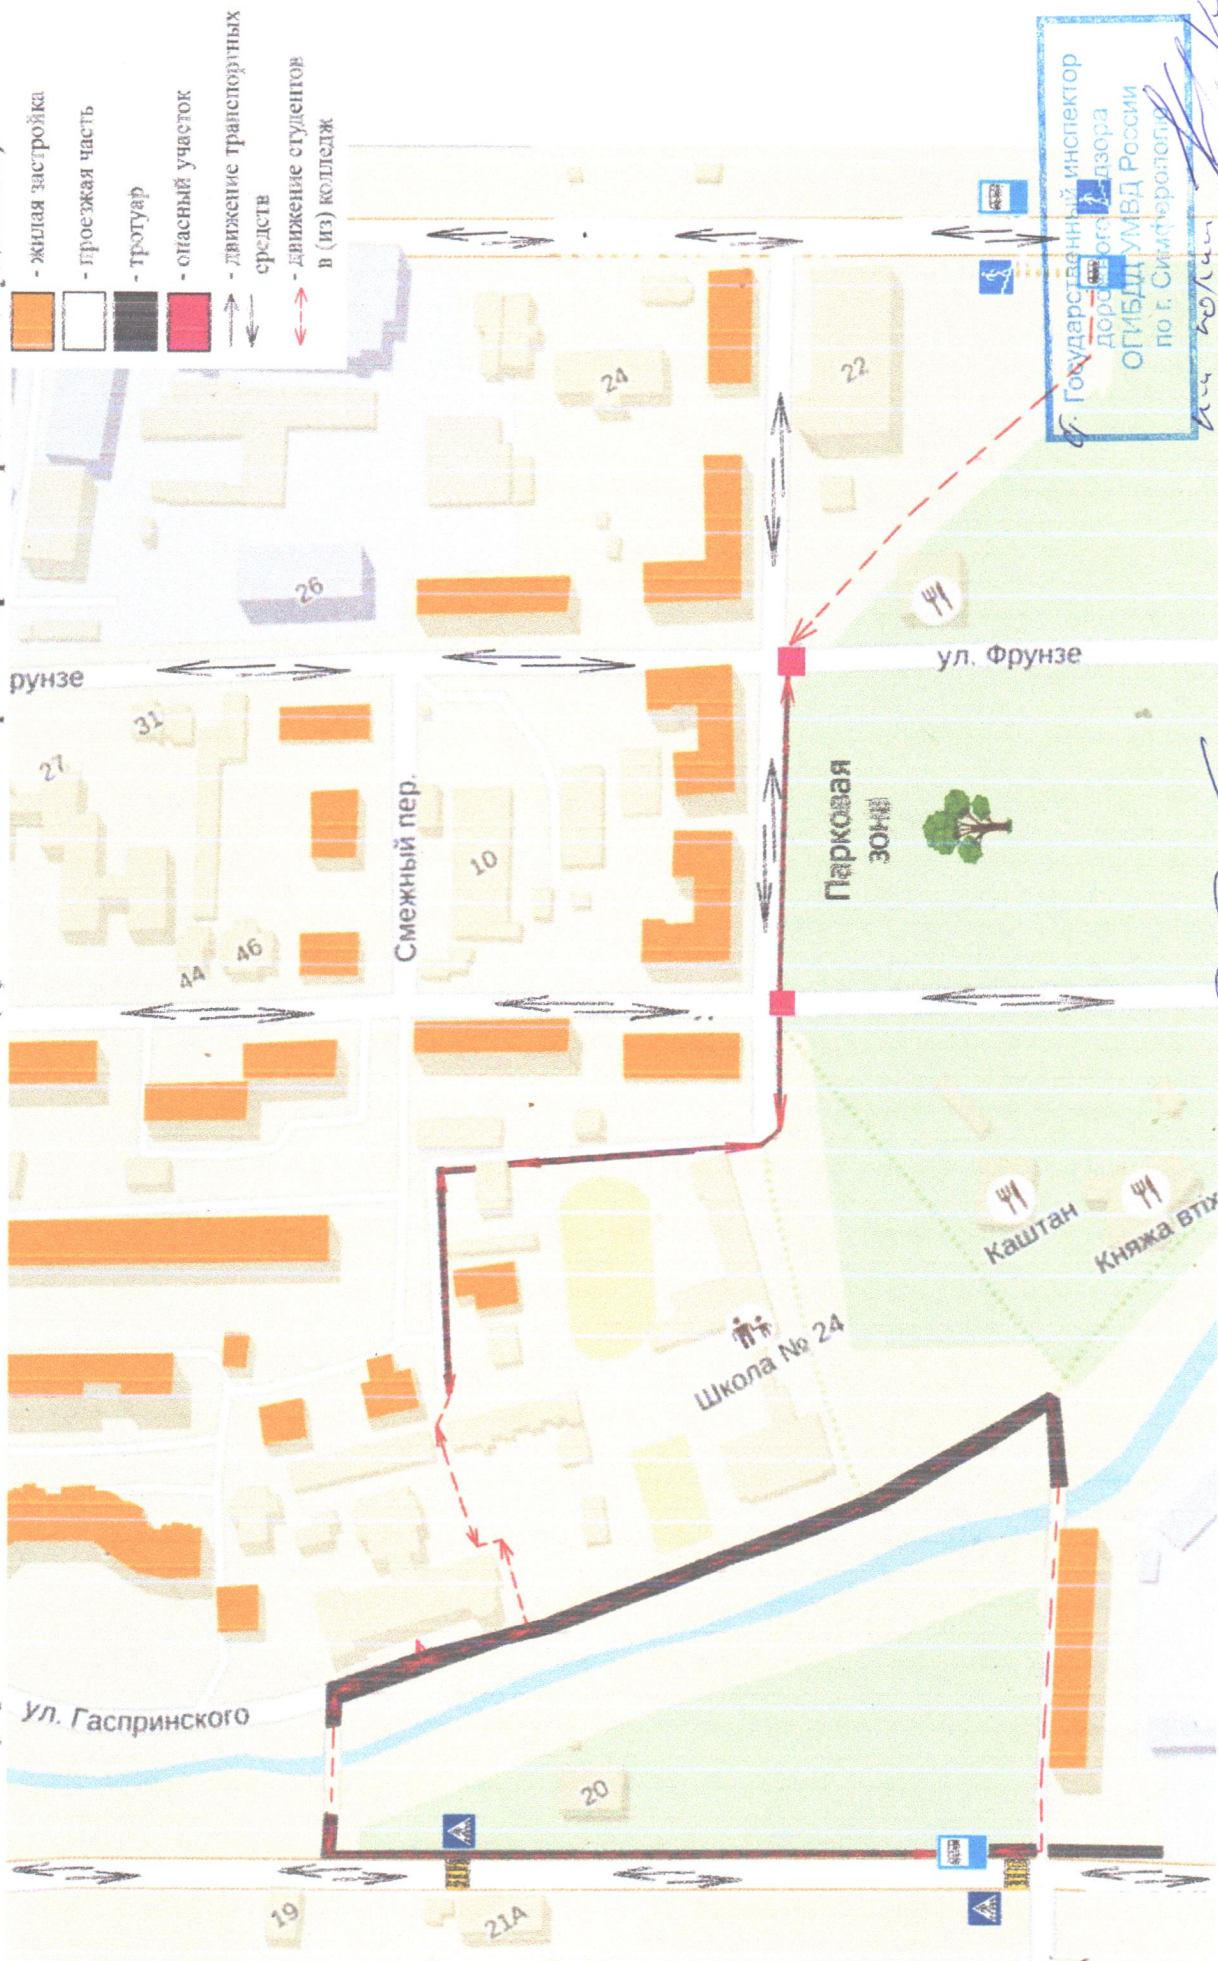 - жилая застройка
- проезжая часть
- тротуар
- опасный участок
- движение транспортных
средств
- движение студентов
в (из) колледж
рунзе
27
31
26
24
22
44
46
Смежный пер.
10
ул. Фрунзе
Парковая
зона
Школа № 24
Каштан
Княжа втіх
ул. Гаспринского
20
19
21А
Государственный инспектор
дорожного надзора
ОГИБДД УМВД России
по г. Симферополю